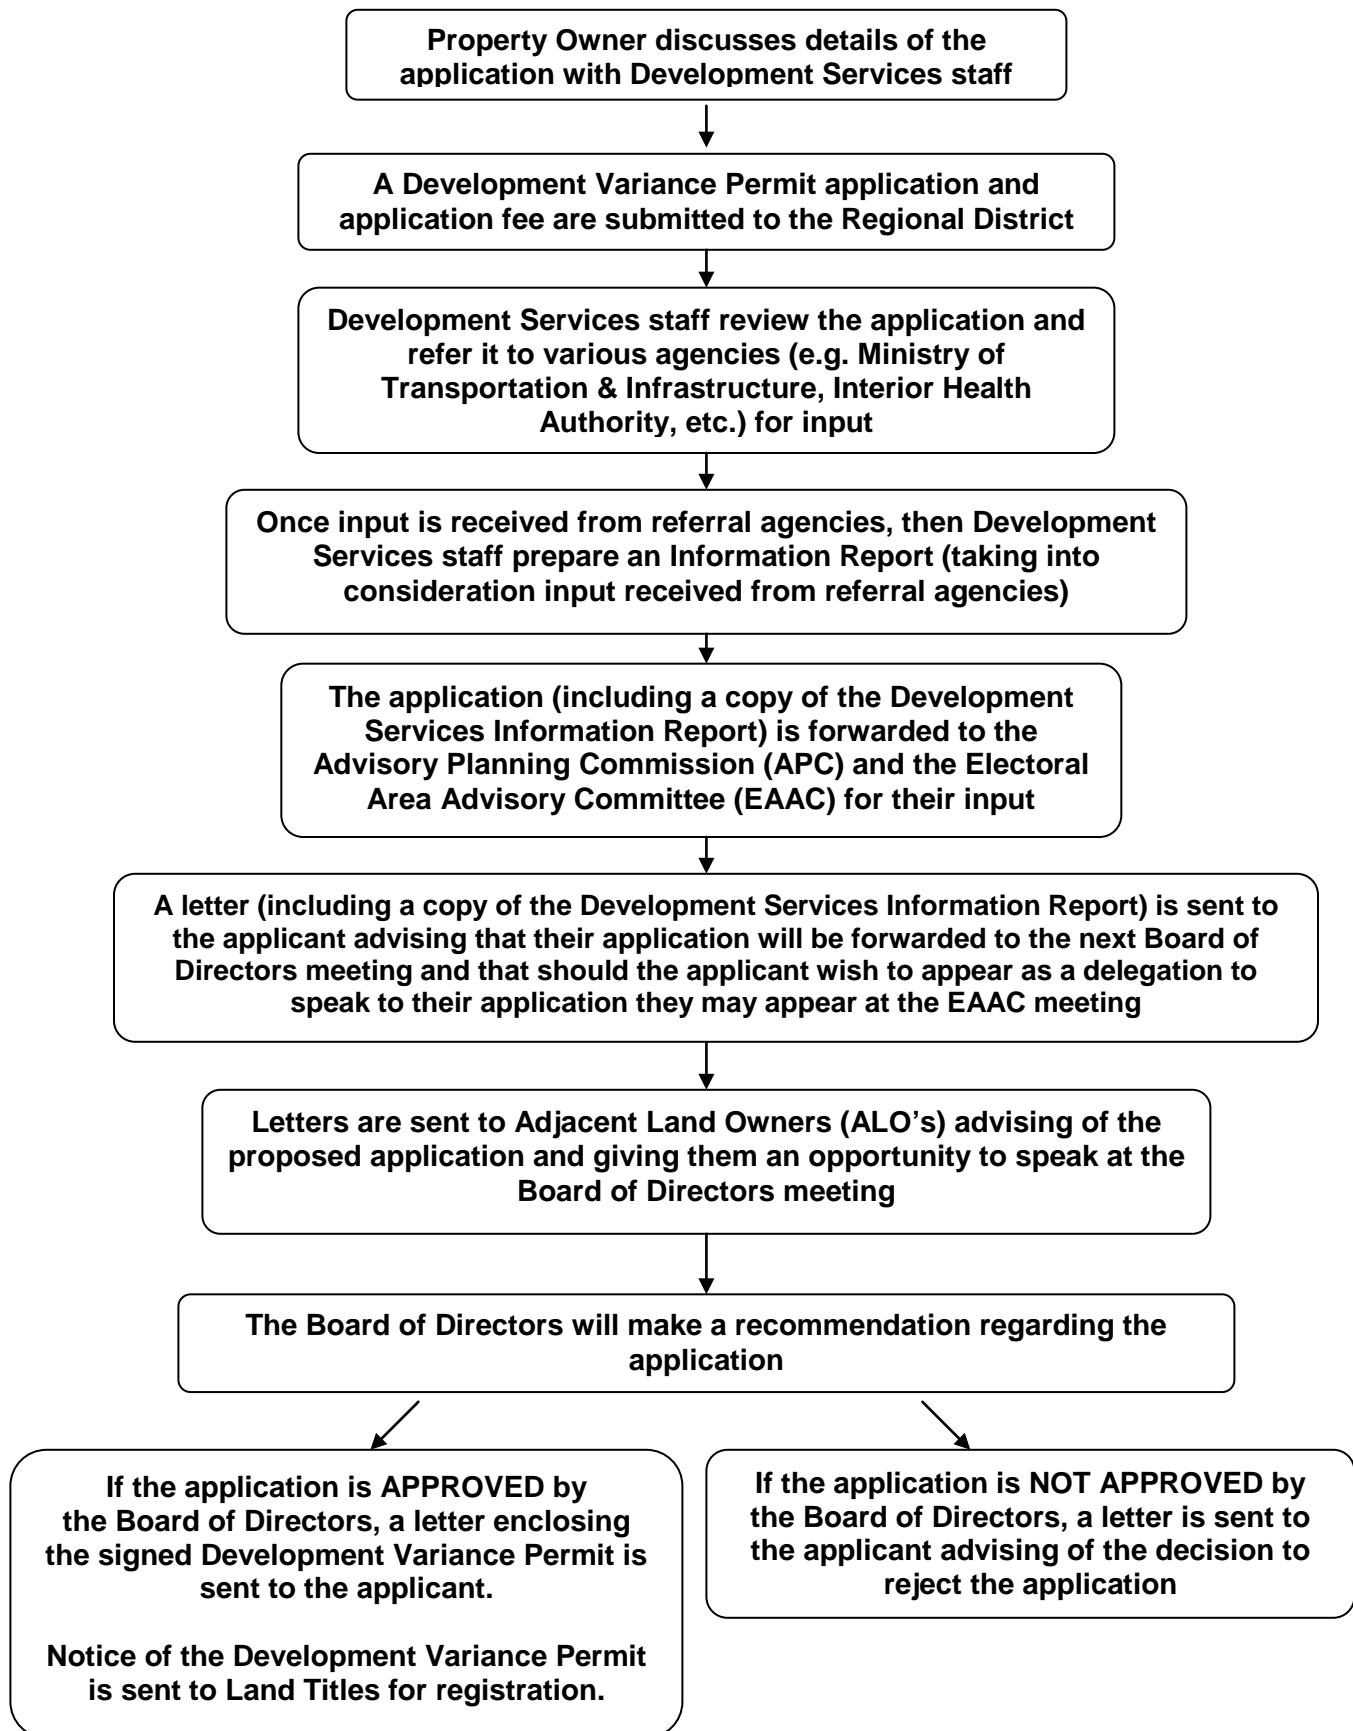 Property Owner discusses details of the
application with Development Services staff
A Development Variance Permit application and
application fee are submitted to the Regional District
Development Services staff review the application and
refer it to various agencies (e.g. Ministry of
Transportation & Infrastructure, Interior Health
Authority, etc.) for input
Once input is received from referral agencies, then Development
Services staff prepare an Information Report (taking into
consideration input received from referral agencies)
The application (including a copy of the Development
Services Information Report) is forwarded to the
Advisory Planning Commission (APC) and the Electoral
Area Advisory Committee (EAAC) for their input
A letter (including a copy of the Development Services Information Report) is sent to
the applicant advising that their application will be forwarded to the next Board of
Directors meeting and that should the applicant wish to appear as a delegation to
speak to their application they may appear at the EAAC meeting
Letters are sent to Adjacent Land Owners (ALO’s) advising of the
proposed application and giving them an opportunity to speak at the
Board of Directors meeting
The Board of Directors will make a recommendation regarding the
application
If the application is APPROVED by
the Board of Directors, a letter enclosing
the signed Development Variance Permit is
sent to the applicant.
Notice of the Development Variance Permit
is sent to Land Titles for registration.
If the application is NOT APPROVED by
the Board of Directors, a letter is sent to
the applicant advising of the decision to
reject the application